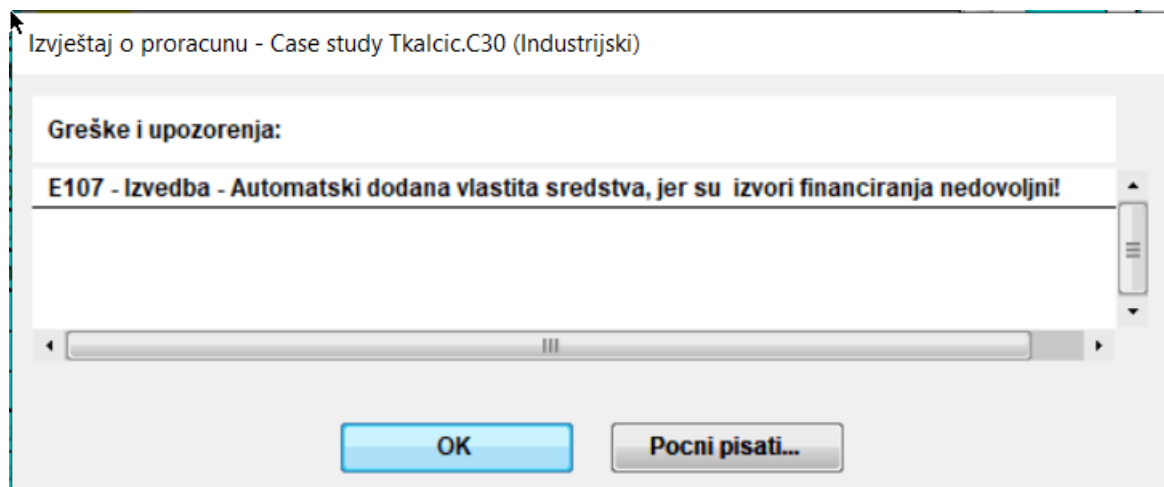 Izvještaj o proracunu - Case study Tkalcic.C30 (Industrijski)
Greške i upozorenja:
E107 - Izvedba - Automatski dodana vlastita sredstva, jer su  izvori financiranja nedovoljni!
OK
Pocni pisati...